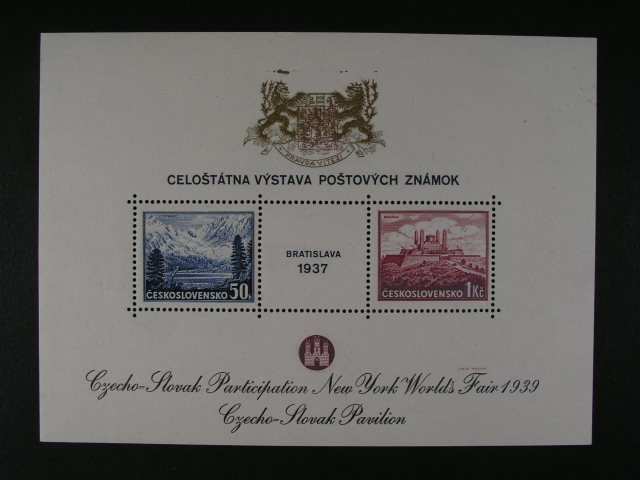 PRAVDA VÍTĚZÍ
CELOŠTÁTNA VÝSTAVA POŠTOVÝCH ZNÁMOK
BRATISLAVA
1937
ČESKOSLOVENSKO 50
ČESKOSLOVENSKO 1Kč
Czecho-Slovak Participation New York World's Fair 1939
Czecho-Slovak Pavilion